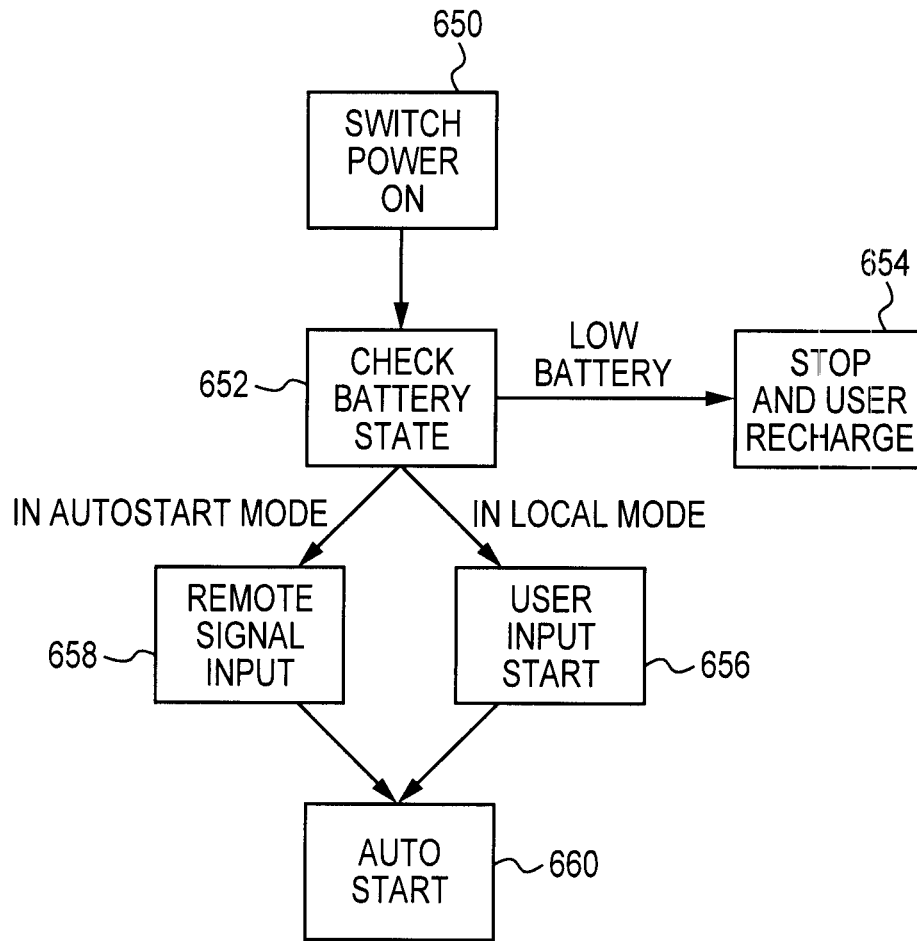 650
SWITCH
POWER
ON
654
LOW
BATTERY
STOP
AND USER
RECHARGE
652
CHECK
BATTERY
STATE
IN AUTOSTART MODE
IN LOCAL MODE
REMOTE
SIGNAL
INPUT
658
USER
INPUT
START
656
AUTO
START
660